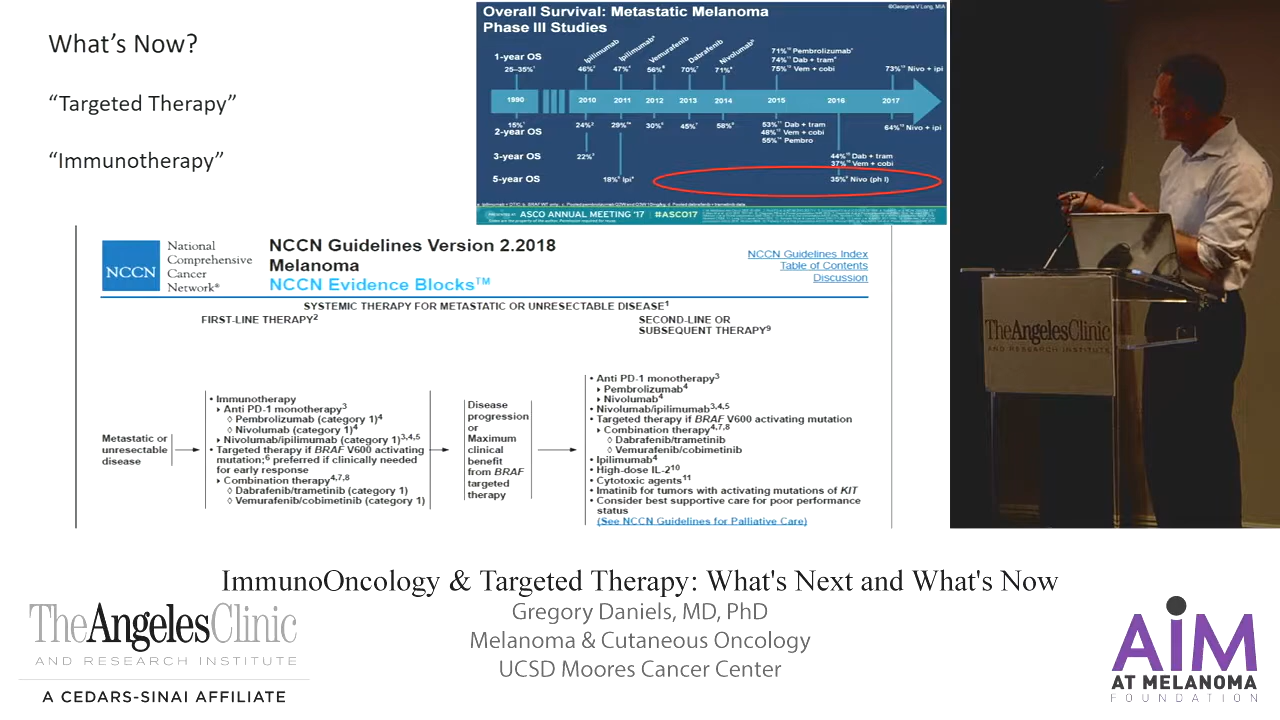 What's Now?
“Targeted Therapy”
“Immunotherapy”
Overall Survival: Metastatic Melanoma
Phase III Studies
©Georgina V Long, MIA
Ipilimumab
Ipilimumab
Vemurafenib
Dabrafenib
Nivolumab
71% Pembrolizumab
74% Dab + tram
1-year OS
25–35% 46% 47% 56% 70% 71% 75% Vem + cobi 73% Nivo + ipi
1990 2010 2011 2012 2013 2014 2015 2016 2017
15% 24% 29% 30% 45% 58% 53% Dab + tram 64% Nivo + ipi
2-year OS 48% Vem + cobi
55% Pembro
3-year OS 22% 44% Dab + tram
37% Vem + cobi
5-year OS 18% Ipi 35% Nivo (ph I)
PRESENTED AT: ASCO ANNUAL MEETING '17 #ASCO17
NCCN
National
Comprehensive
Cancer
Network®
NCCN Guidelines Version 2.2018
Melanoma
NCCN Evidence Blocks™
NCCN Guidelines Index
Table of Contents
Discussion
SYSTEMIC THERAPY FOR METASTATIC OR UNRESECTABLE DISEASE¹
FIRST-LINE THERAPY²
SECOND-LINE OR
SUBSEQUENT THERAPY⁹
Metastatic or
unresectable
disease
• Immunotherapy
▸ Anti PD-1 monotherapy³
◊ Pembrolizumab (category 1)⁴
◊ Nivolumab (category 1)⁴
▸ Nivolumab/ipilimumab (category 1)³,⁴,⁵
• Targeted therapy if BRAF V600 activating
mutation;⁶ preferred if clinically needed
for early response
▸ Combination therapy⁴,⁷,⁸
◊ Dabrafenib/trametinib (category 1)
◊ Vemurafenib/cobimetinib (category 1)
Disease
progression
or
Maximum
clinical
benefit
from BRAF
targeted
therapy
• Anti PD-1 monotherapy³
▸ Pembrolizumab⁴
▸ Nivolumab⁴
• Nivolumab/ipilimumab³,⁴,⁵
• Targeted therapy if BRAF V600 activating mutation
▸ Combination therapy⁴,⁷,⁸
◊ Dabrafenib/trametinib
◊ Vemurafenib/cobimetinib
• Ipilimumab⁴
• High-dose IL-2¹⁰
• Cytotoxic agents¹¹
• Imatinib for tumors with activating mutations of KIT
• Consider best supportive care for poor performance
status
(See NCCN Guidelines for Palliative Care)
TheAngelesClinic
AND RESEARCH INSTITUTE
ImmunoOncology & Targeted Therapy: What's Next and What's Now
Gregory Daniels, MD, PhD
Melanoma & Cutaneous Oncology
UCSD Moores Cancer Center
TheAngelesClinic
AND RESEARCH INSTITUTE
A CEDARS-SINAI AFFILIATE
AiM
AT MELANOMA
FOUNDATION